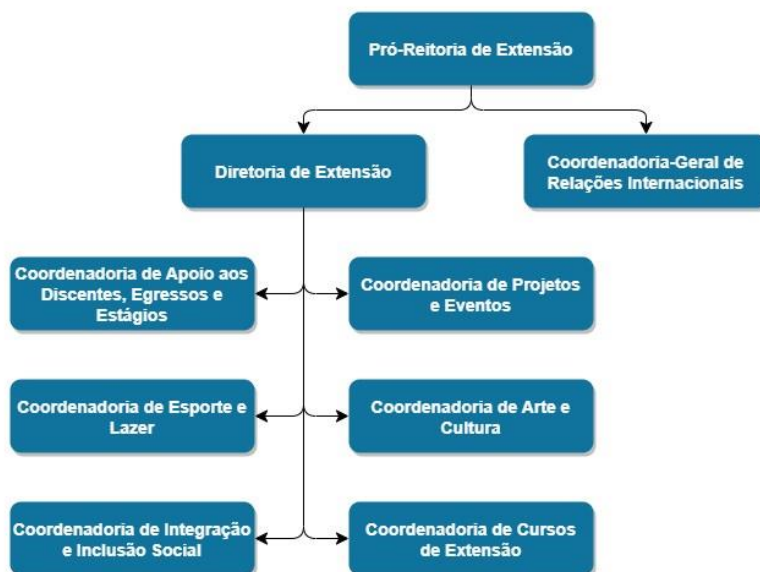 Pró-Reitoria de Extensão
Diretoria de Extensão
Coordenadoria-Geral de
Relações Internacionais
Coordenadoria de Apoio aos
Discentes, Egressos e
Estágios
Coordenadoria de Projetos
e Eventos
Coordenadoria de Esporte e
Lazer
Coordenadoria de Arte e
Cultura
Coordenadoria de Integração
e Inclusão Social
Coordenadoria de Cursos
de Extensão